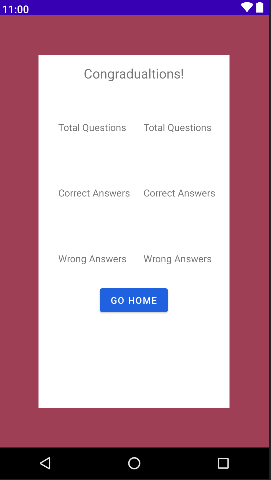 11:00
Congradualtions!
Total Questions Total Questions
Correct Answers Correct Answers
Wrong Answers Wrong Answers
GO HOME